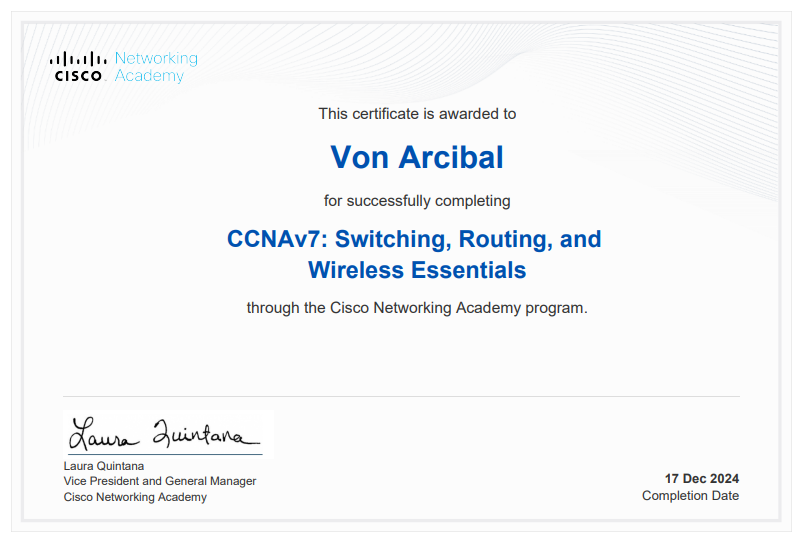 Networking
CISCO Academy
This certificate is awarded to
Von Arcibal
for successfully completing
CCNAv7: Switching, Routing, and
Wireless Essentials
through the Cisco Networking Academy program.
Laura Quintana
Laura Quintana
Vice President and General Manager
Cisco Networking Academy
17 Dec 2024
Completion Date